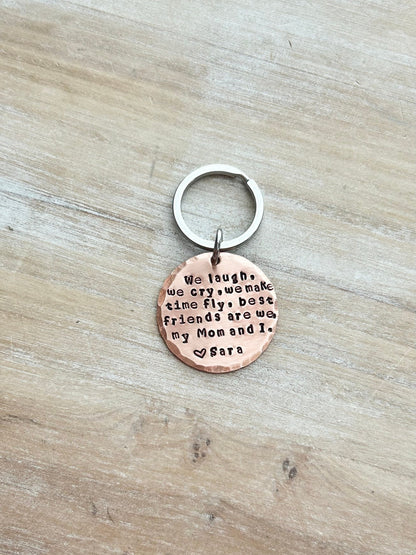 We laugh,
we cry, we make
time fly, best
friends are we,
my Mom and I.
♡ Sara